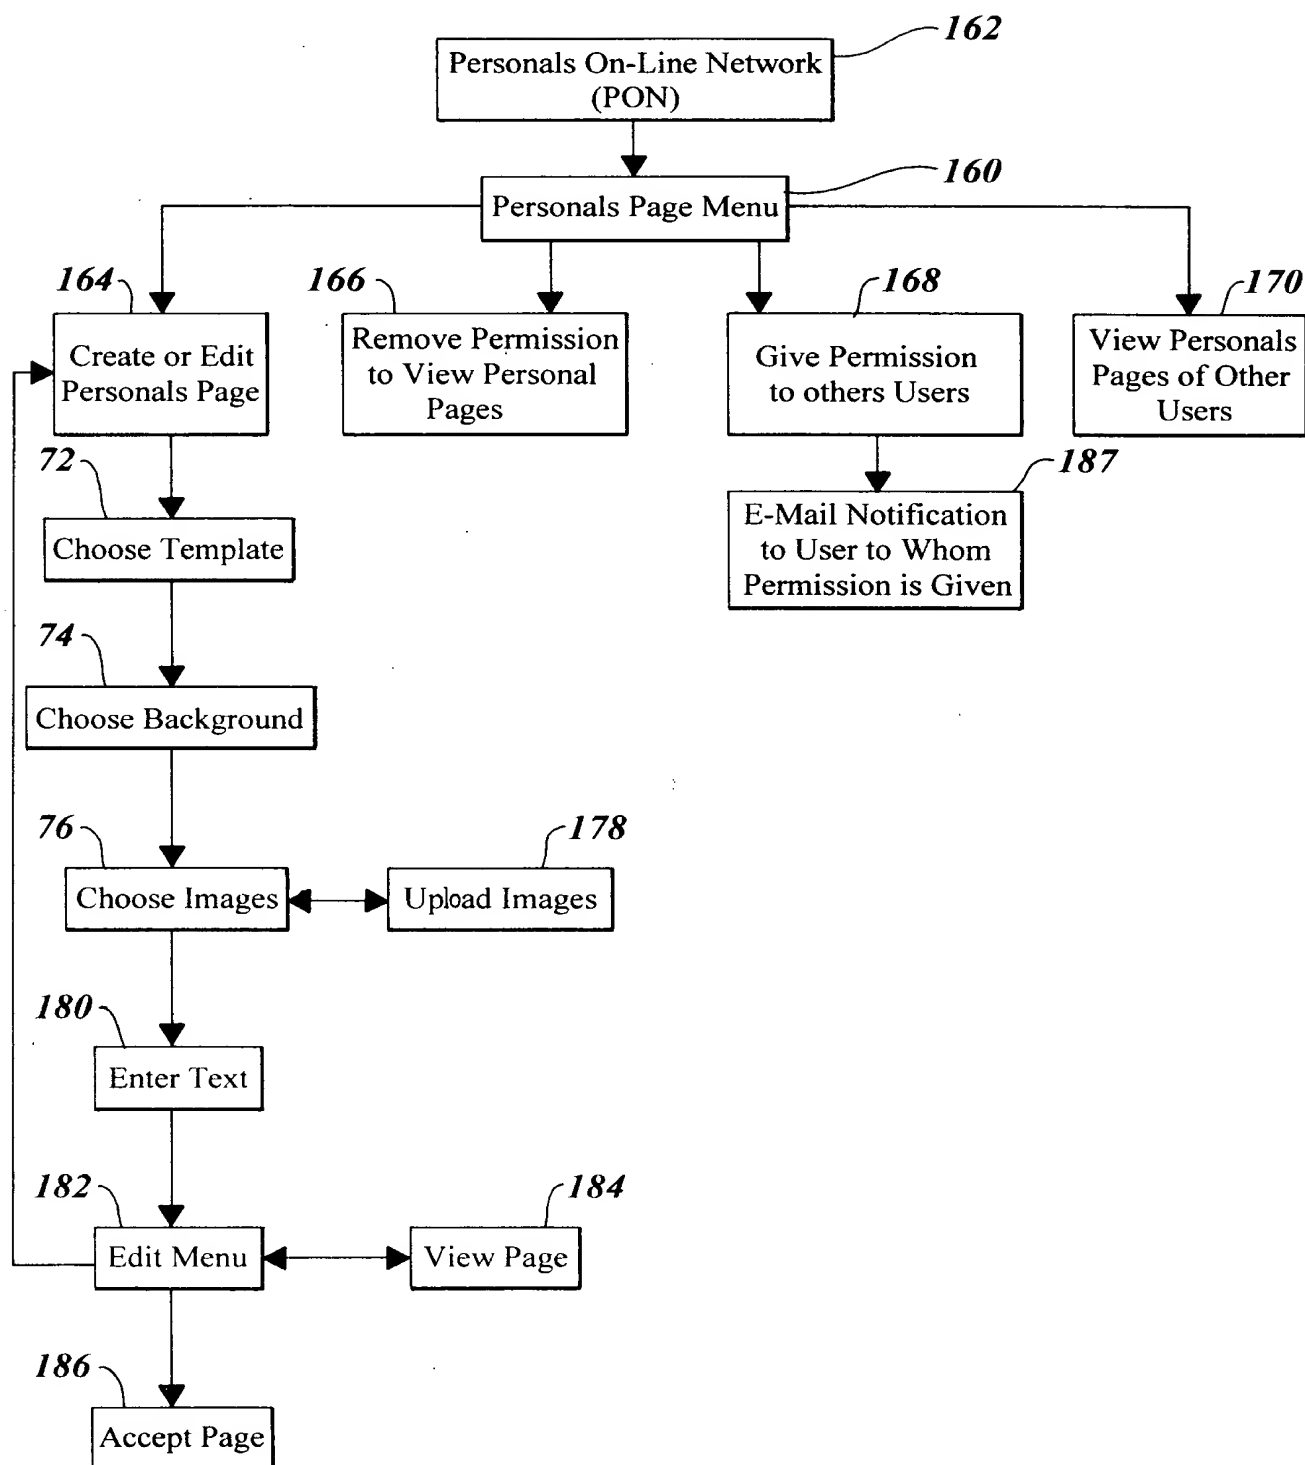 162
Personals On-Line Network
(PON)
160
Personals Page Menu
164
166
168
170
Create or Edit
Personals Page
Remove Permission
to View Personal
Pages
Give Permission
to others Users
View Personals
Pages of Other
Users
72
187
Choose Template
E-Mail Notification
to User to Whom
Permission is Given
74
Choose Background
76
178
Choose Images
Upload Images
180
Enter Text
182
184
Edit Menu
View Page
186
Accept Page